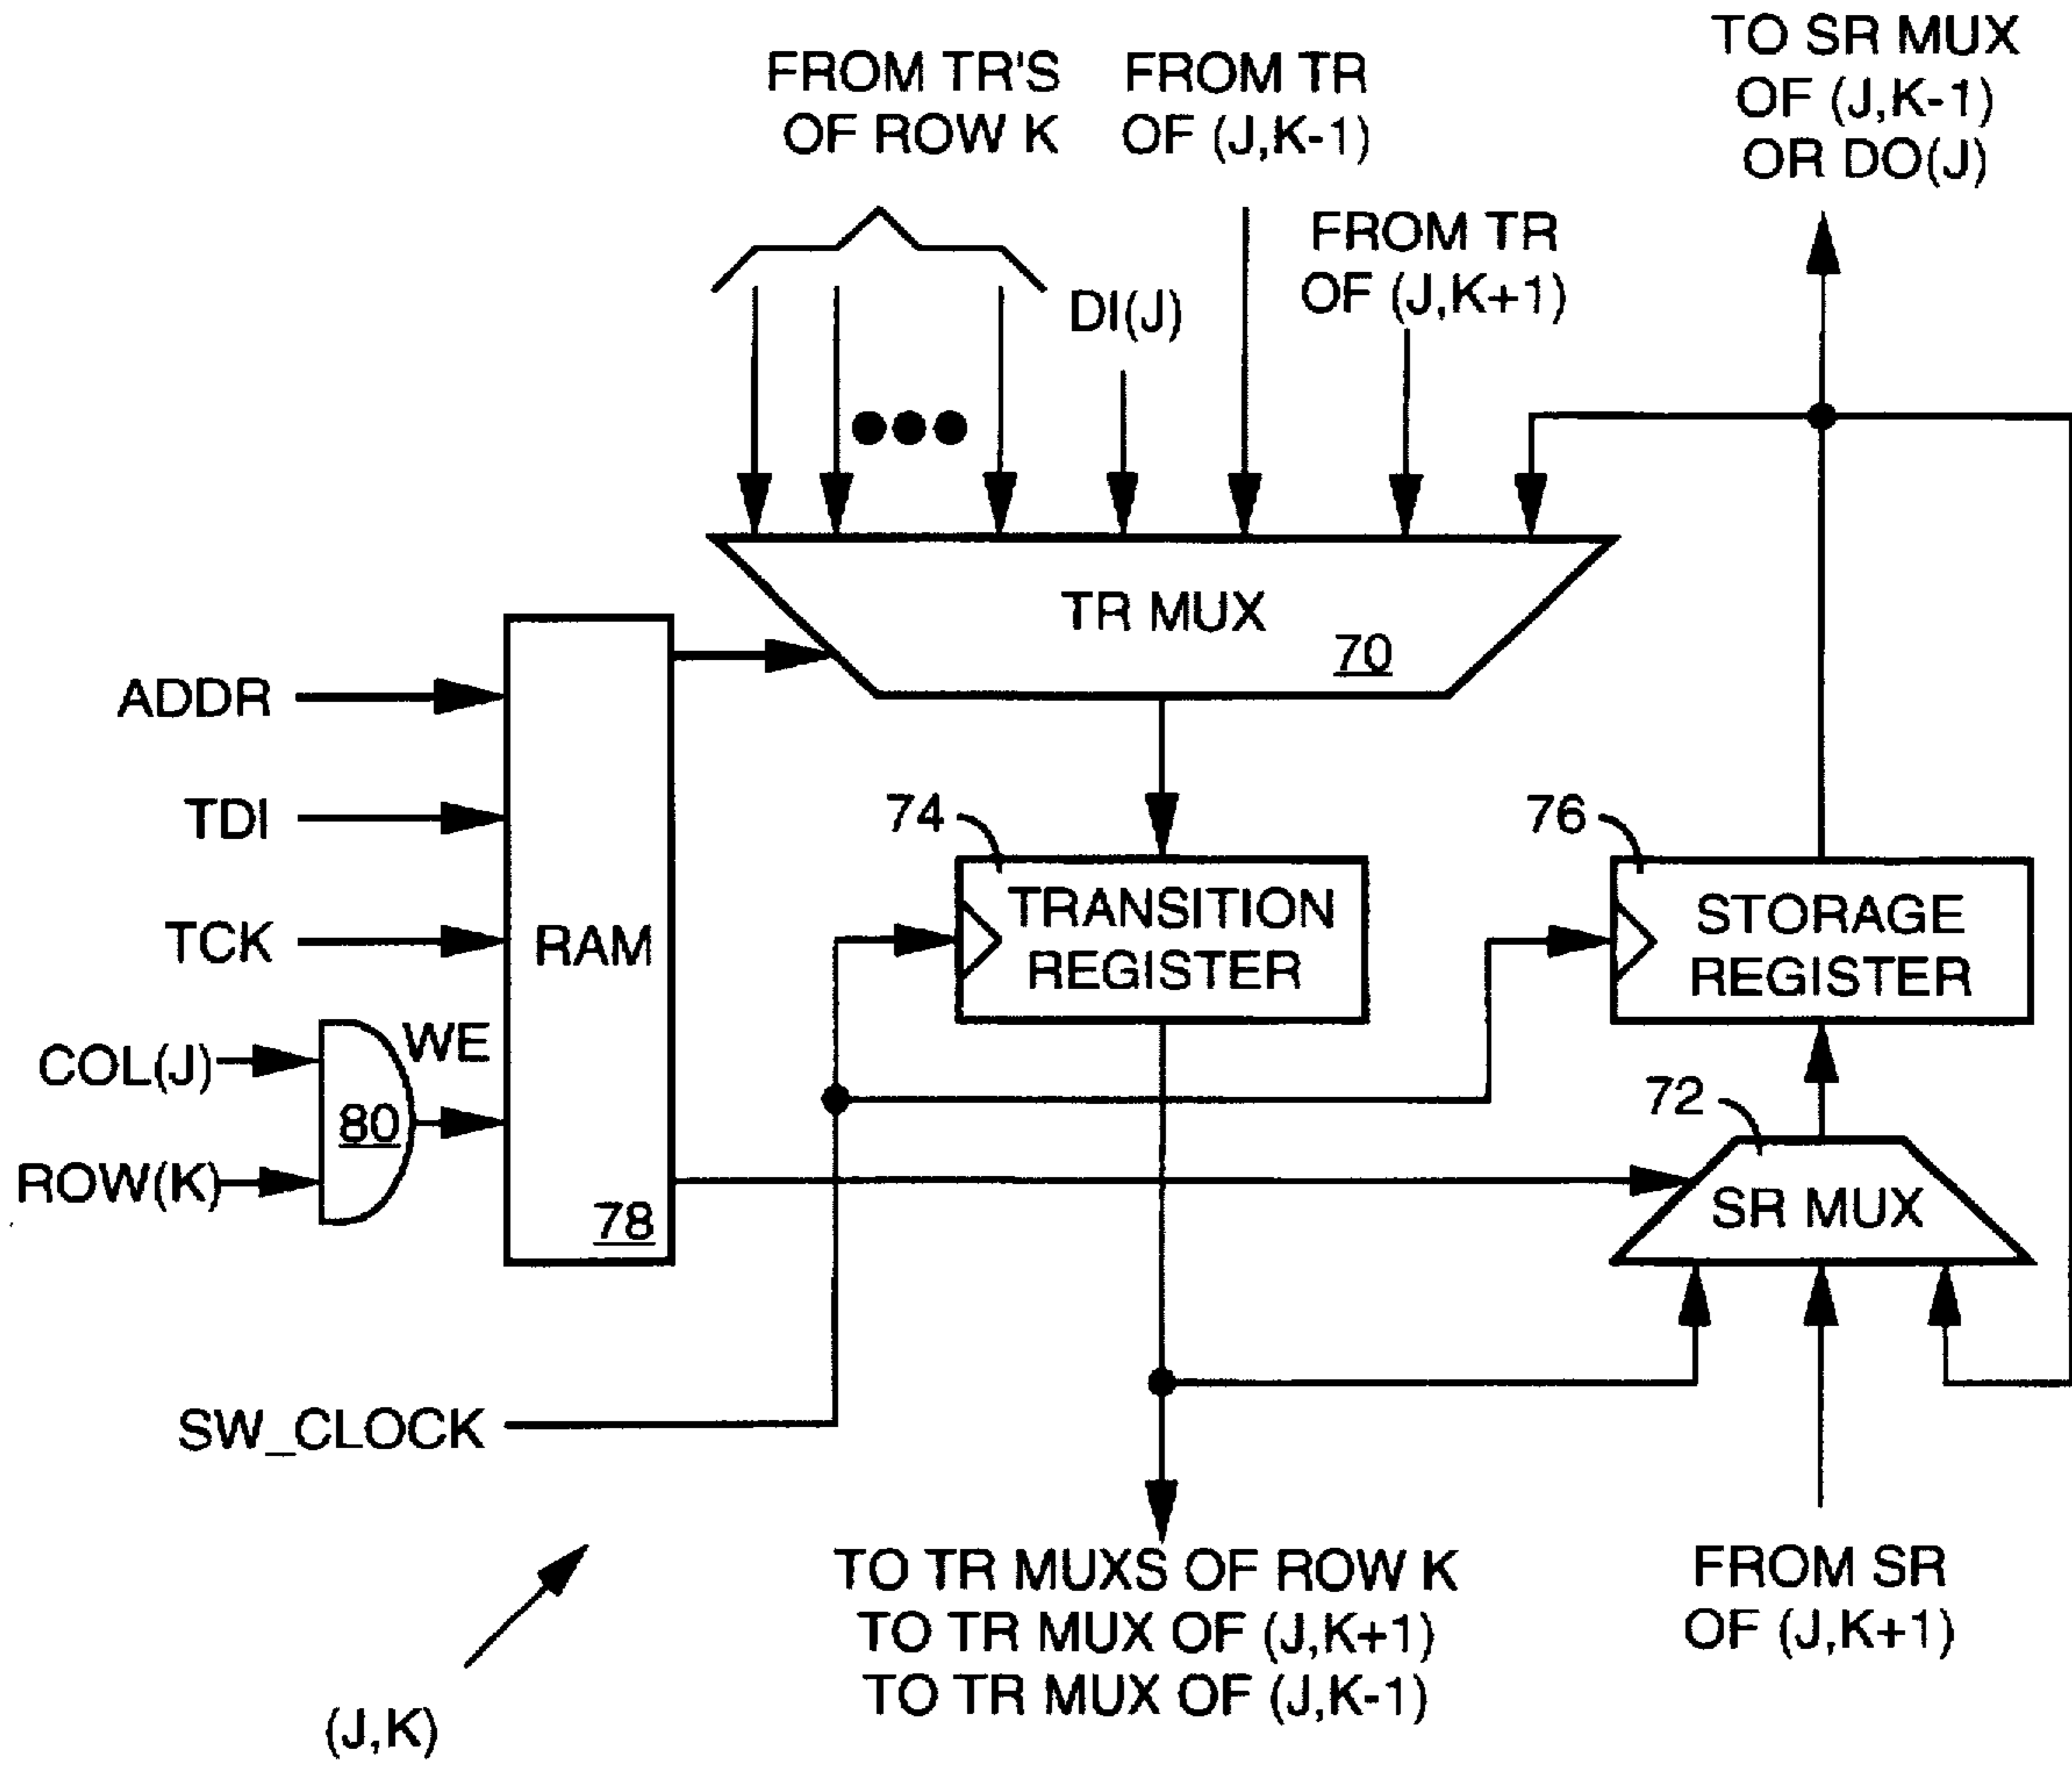 FROM TR'S
OF ROW K
FROM TR
OF (J,K-1)
TO SR MUX
OF (J,K-1)
OR DO(J)
FROM TR
OF (J,K+1)
DI(J)
TR MUX
70
ADDR
TDI
TCK
COL(J)
ROW(K)
80
WE
RAM
78
74
TRANSITION
REGISTER
76
STORAGE
REGISTER
72
SR MUX
SW_CLOCK
TO TR MUXS OF ROW K
TO TR MUX OF (J,K+1)
TO TR MUX OF (J,K-1)
FROM SR
OF (J,K+1)
(J,K)